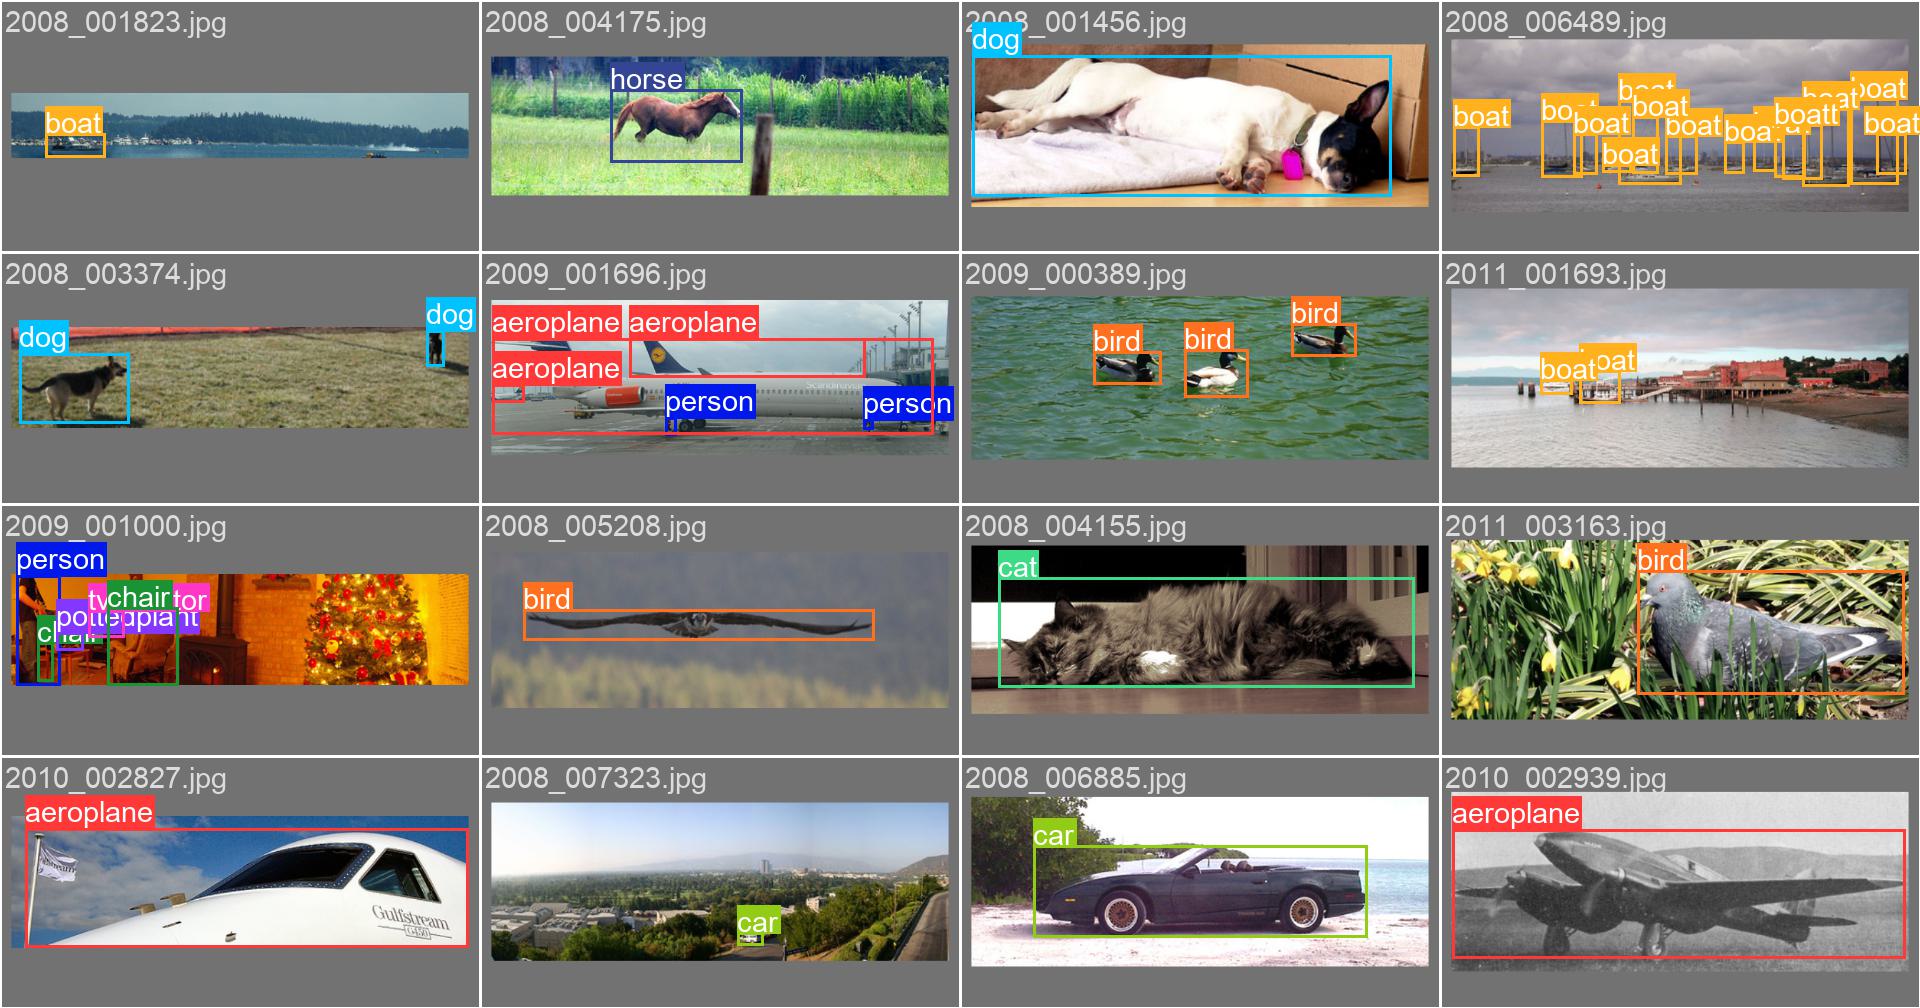 2008_001823.jpg
boat
2008_004175.jpg
horse
2008_001456.jpg
dog
2008_006489.jpg
boat
boat
boat
boat
boat
boat
boat
boat
boat
boat
boat
boat
2008_003374.jpg
dog
dog
2009_001696.jpg
aeroplane
aeroplane
aeroplane
person
person
Scandinavian
2009_000389.jpg
bird
bird
bird
2011_001693.jpg
boat
boat
2009_001000.jpg
person
chair
pottedplant
chair
2008_005208.jpg
bird
2008_004155.jpg
cat
2011_003163.jpg
bird
2010_002827.jpg
aeroplane
Gulfstream
G450
2008_007323.jpg
car
2008_006885.jpg
car
2010_002939.jpg
aeroplane